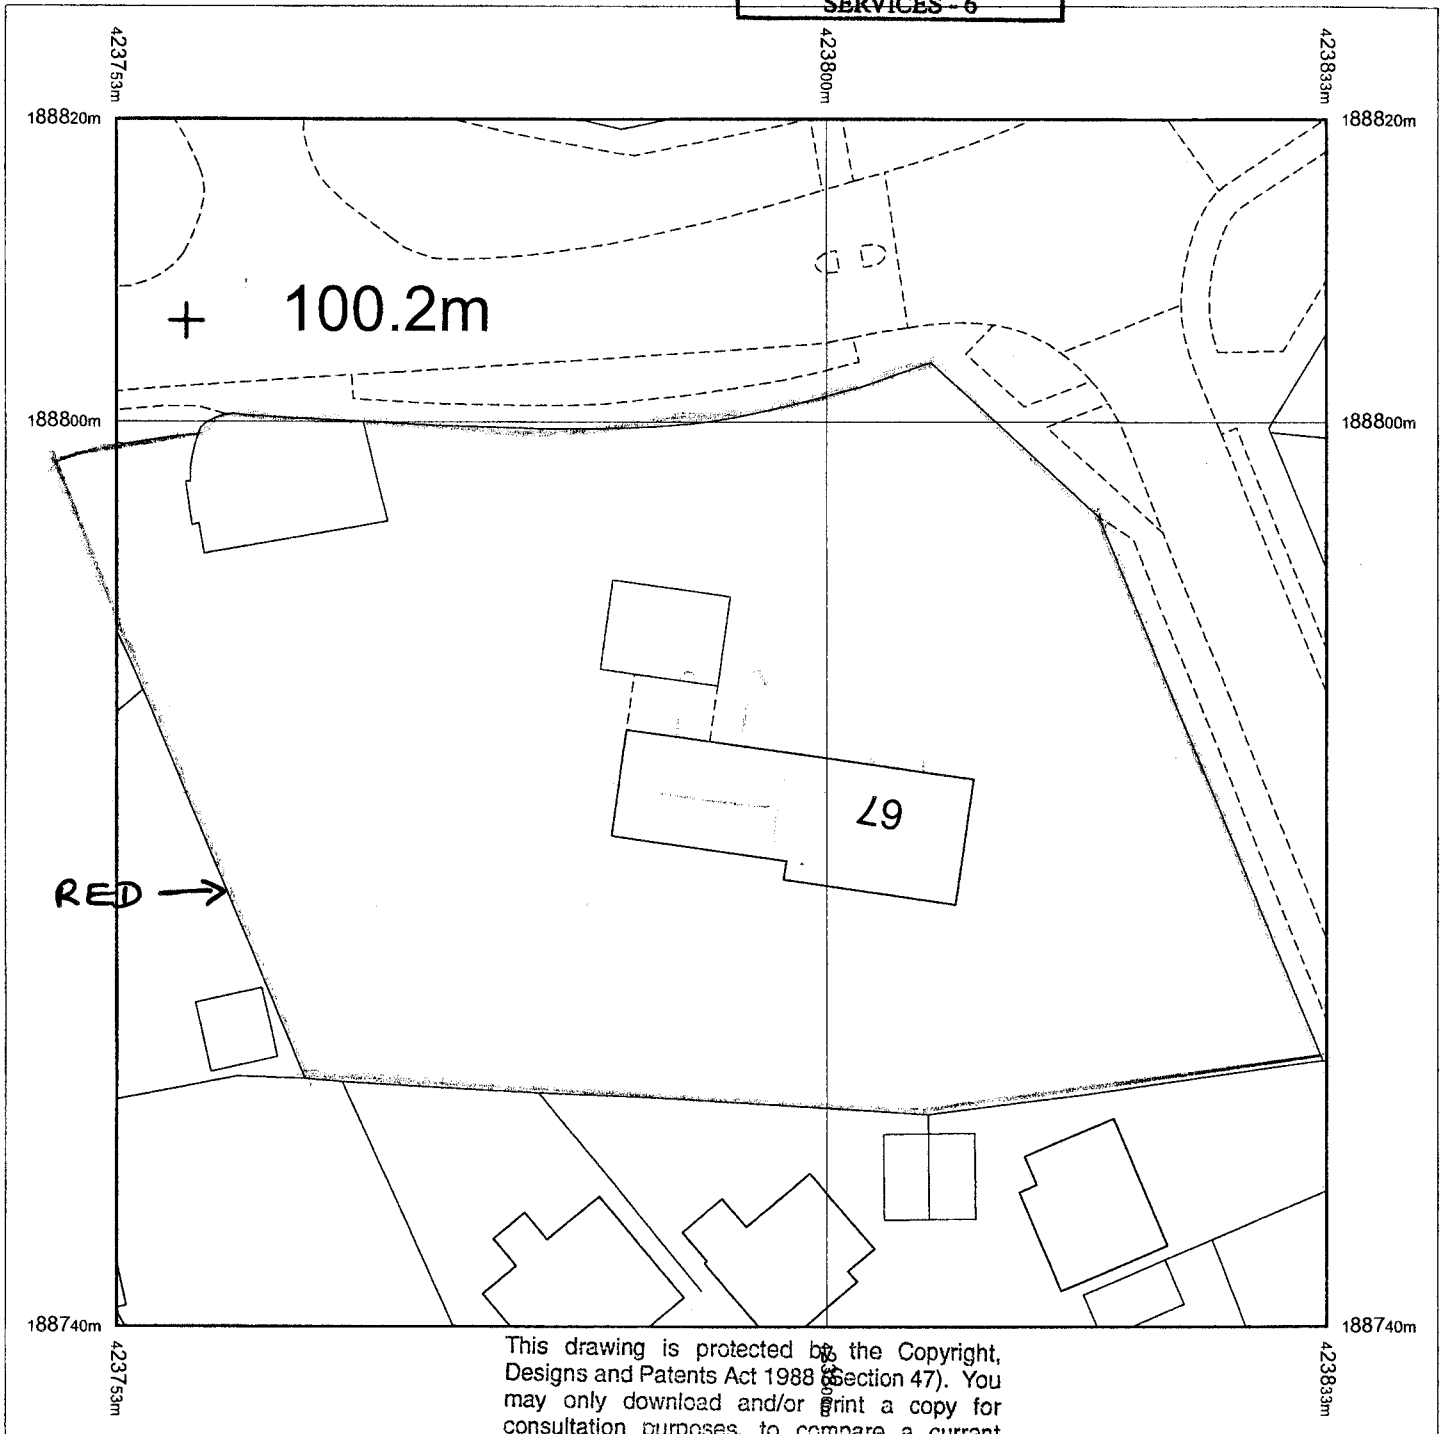 SERVICES - 6
423753m
423800m
423833m
188820m
188820m
100.2m
188800m
188800m
67
RED →
188740m
188740m
423753m
423800m
423833m
This drawing is protected by the Copyright,
Designs and Patents Act 1988 (Section 47). You
may only download and/or print a copy for
consultation purposes, to compare a current